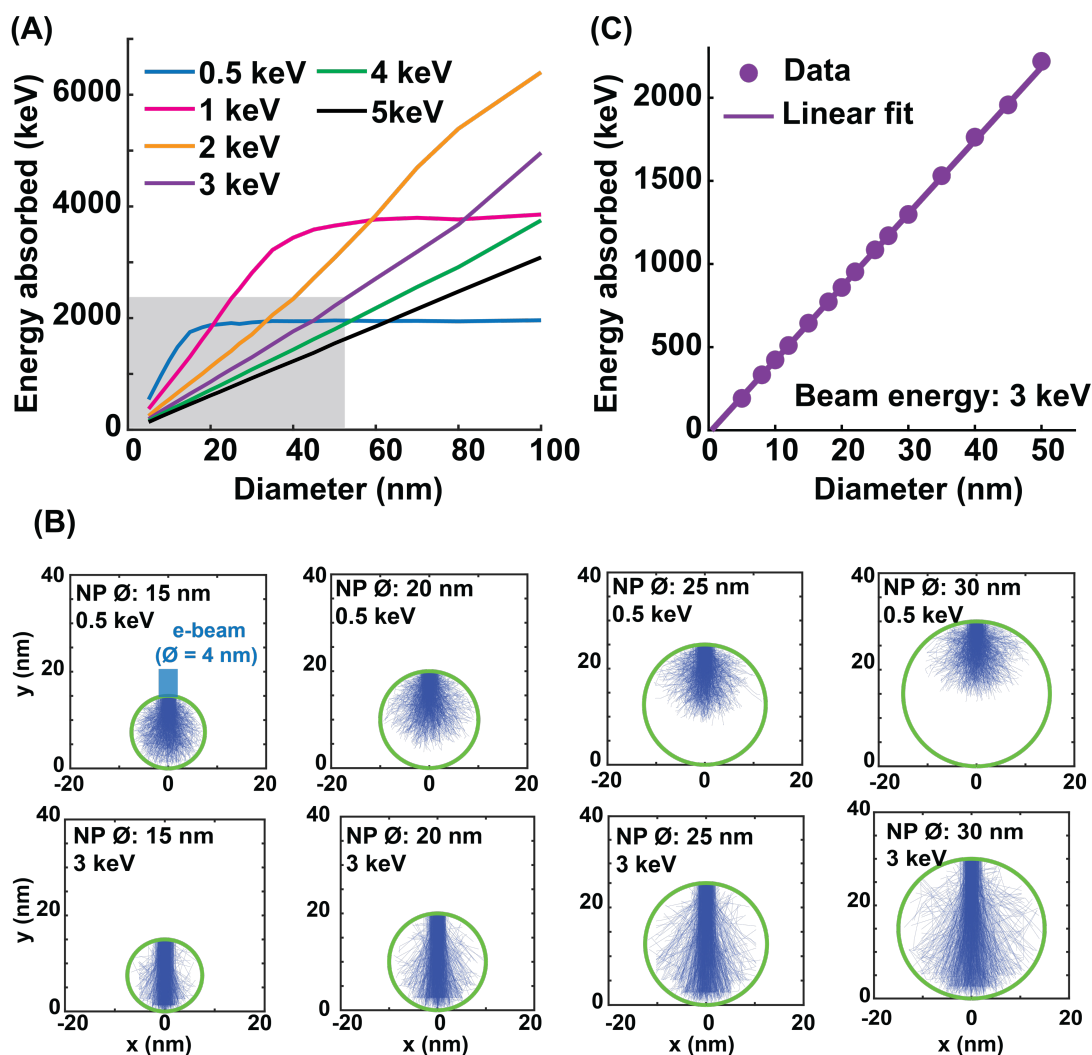 (A)
Energy absorbed (keV)
6000
4000
2000
0
0.5 keV
1 keV
2 keV
3 keV
4 keV
5keV
0 20 40 60 80 100
Diameter (nm)
(C)
Energy absorbed (keV)
2000
1500
1000
500
0
Data
Linear fit
Beam energy: 3 keV
0 10 20 30 40 50
Diameter (nm)
(B)
y (nm)
40
20
0
NP Ø: 15 nm
0.5 keV
e-beam
(Ø = 4 nm)
-20 0 20
40
20
0
NP Ø: 20 nm
0.5 keV
-20 0 20
40
20
0
NP Ø: 25 nm
0.5 keV
-20 0 20
40
20
0
NP Ø: 30 nm
0.5 keV
-20 0 20
y (nm)
40
20
0
NP Ø: 15 nm
3 keV
-20 0 20
x (nm)
40
20
0
NP Ø: 20 nm
3 keV
-20 0 20
x (nm)
40
20
0
NP Ø: 25 nm
3 keV
-20 0 20
x (nm)
40
20
0
NP Ø: 30 nm
3 keV
-20 0 20
x (nm)